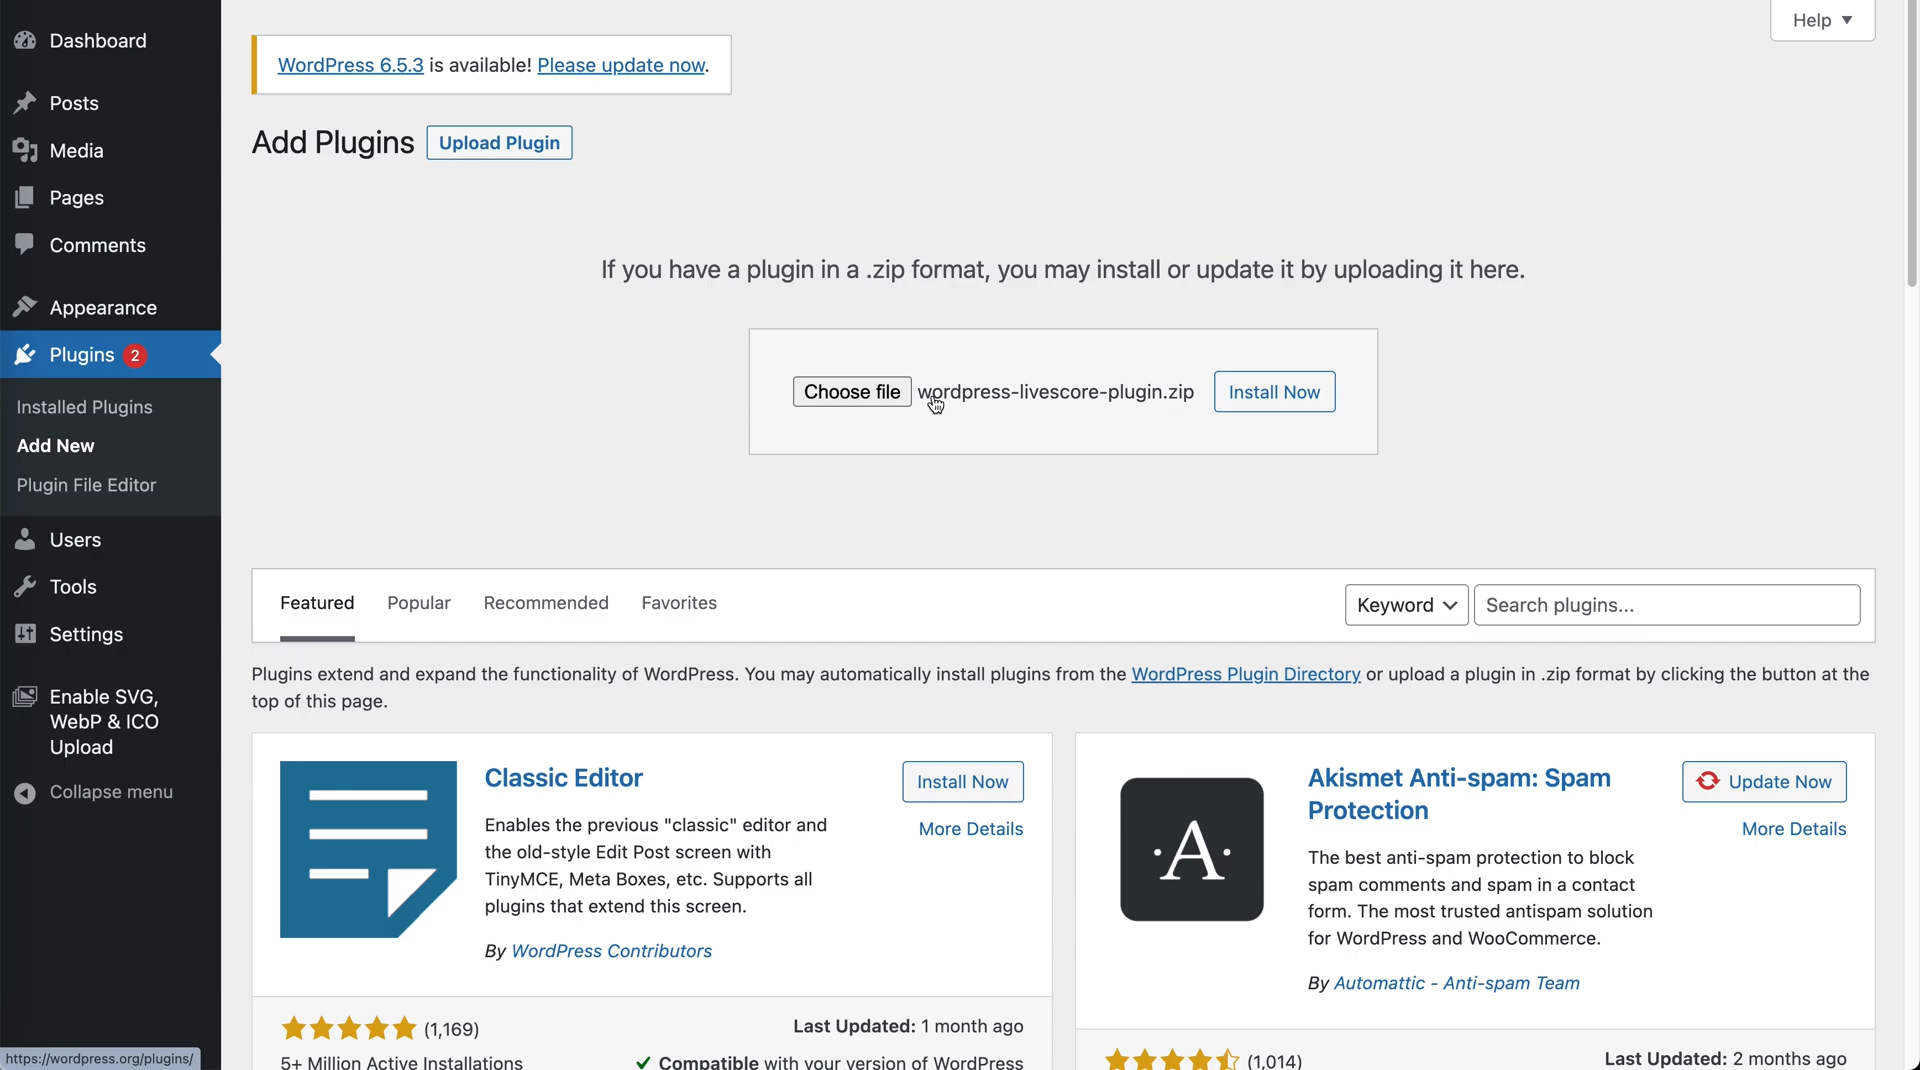 Dashboard
Posts
Media
Pages
Comments
Appearance
Plugins 2
Installed Plugins
Add New
Plugin File Editor
Users
Tools
Settings
Enable SVG,
WebP & ICO
Upload
Collapse menu
https://wordpress.org/plugins/
Help
WordPress 6.5.3 is available! Please update now.
Add Plugins Upload Plugin
If you have a plugin in a .zip format, you may install or update it by uploading it here.
Choose file wordpress-livescore-plugin.zip Install Now
Featured Popular Recommended Favorites Keyword Search plugins...
Plugins extend and expand the functionality of WordPress. You may automatically install plugins from the WordPress Plugin Directory or upload a plugin in .zip format by clicking the button at the
top of this page.
Classic Editor
Install Now
More Details
Enables the previous "classic" editor and
the old-style Edit Post screen with
TinyMCE, Meta Boxes, etc. Supports all
plugins that extend this screen.
By WordPress Contributors
(1,169)
Last Updated: 1 month ago
5+ Million Active Installations
Compatible with your version of WordPress
A
Akismet Anti-spam: Spam
Protection
Update Now
More Details
The best anti-spam protection to block
spam comments and spam in a contact
form. The most trusted antispam solution
for WordPress and WooCommerce.
By Automattic - Anti-spam Team
(1,014)
Last Updated: 2 months ago